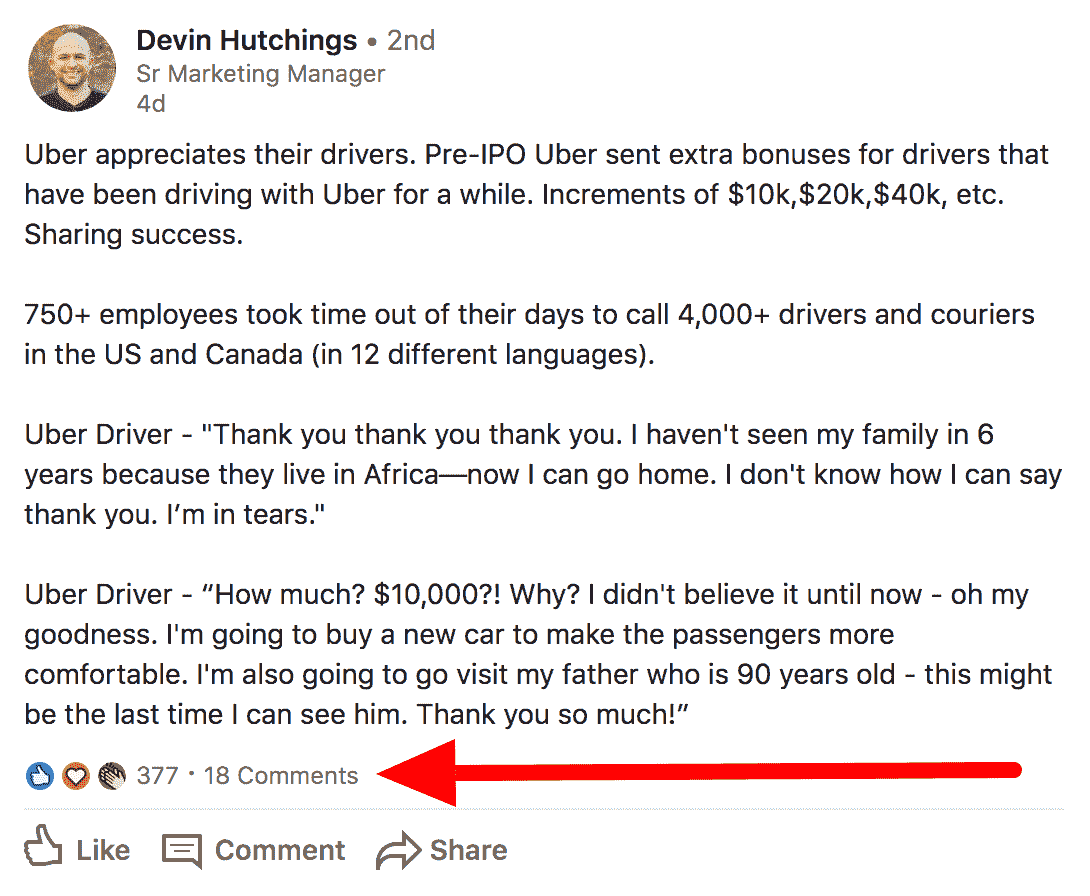 Devin Hutchings • 2nd
Sr Marketing Manager
4d
Uber appreciates their drivers. Pre-IPO Uber sent extra bonuses for drivers that
have been driving with Uber for a while. Increments of $10k,$20k,$40k, etc.
Sharing success.
750+ employees took time out of their days to call 4,000+ drivers and couriers
in the US and Canada (in 12 different languages).
Uber Driver - "Thank you thank you thank you. I haven't seen my family in 6
years because they live in Africa—now I can go home. I don't know how I can say
thank you. I’m in tears."
Uber Driver - “How much? $10,000?! Why? I didn't believe it until now - oh my
goodness. I'm going to buy a new car to make the passengers more
comfortable. I'm also going to go visit my father who is 90 years old - this might
be the last time I can see him. Thank you so much!”
377 · 18 Comments
Like Comment Share